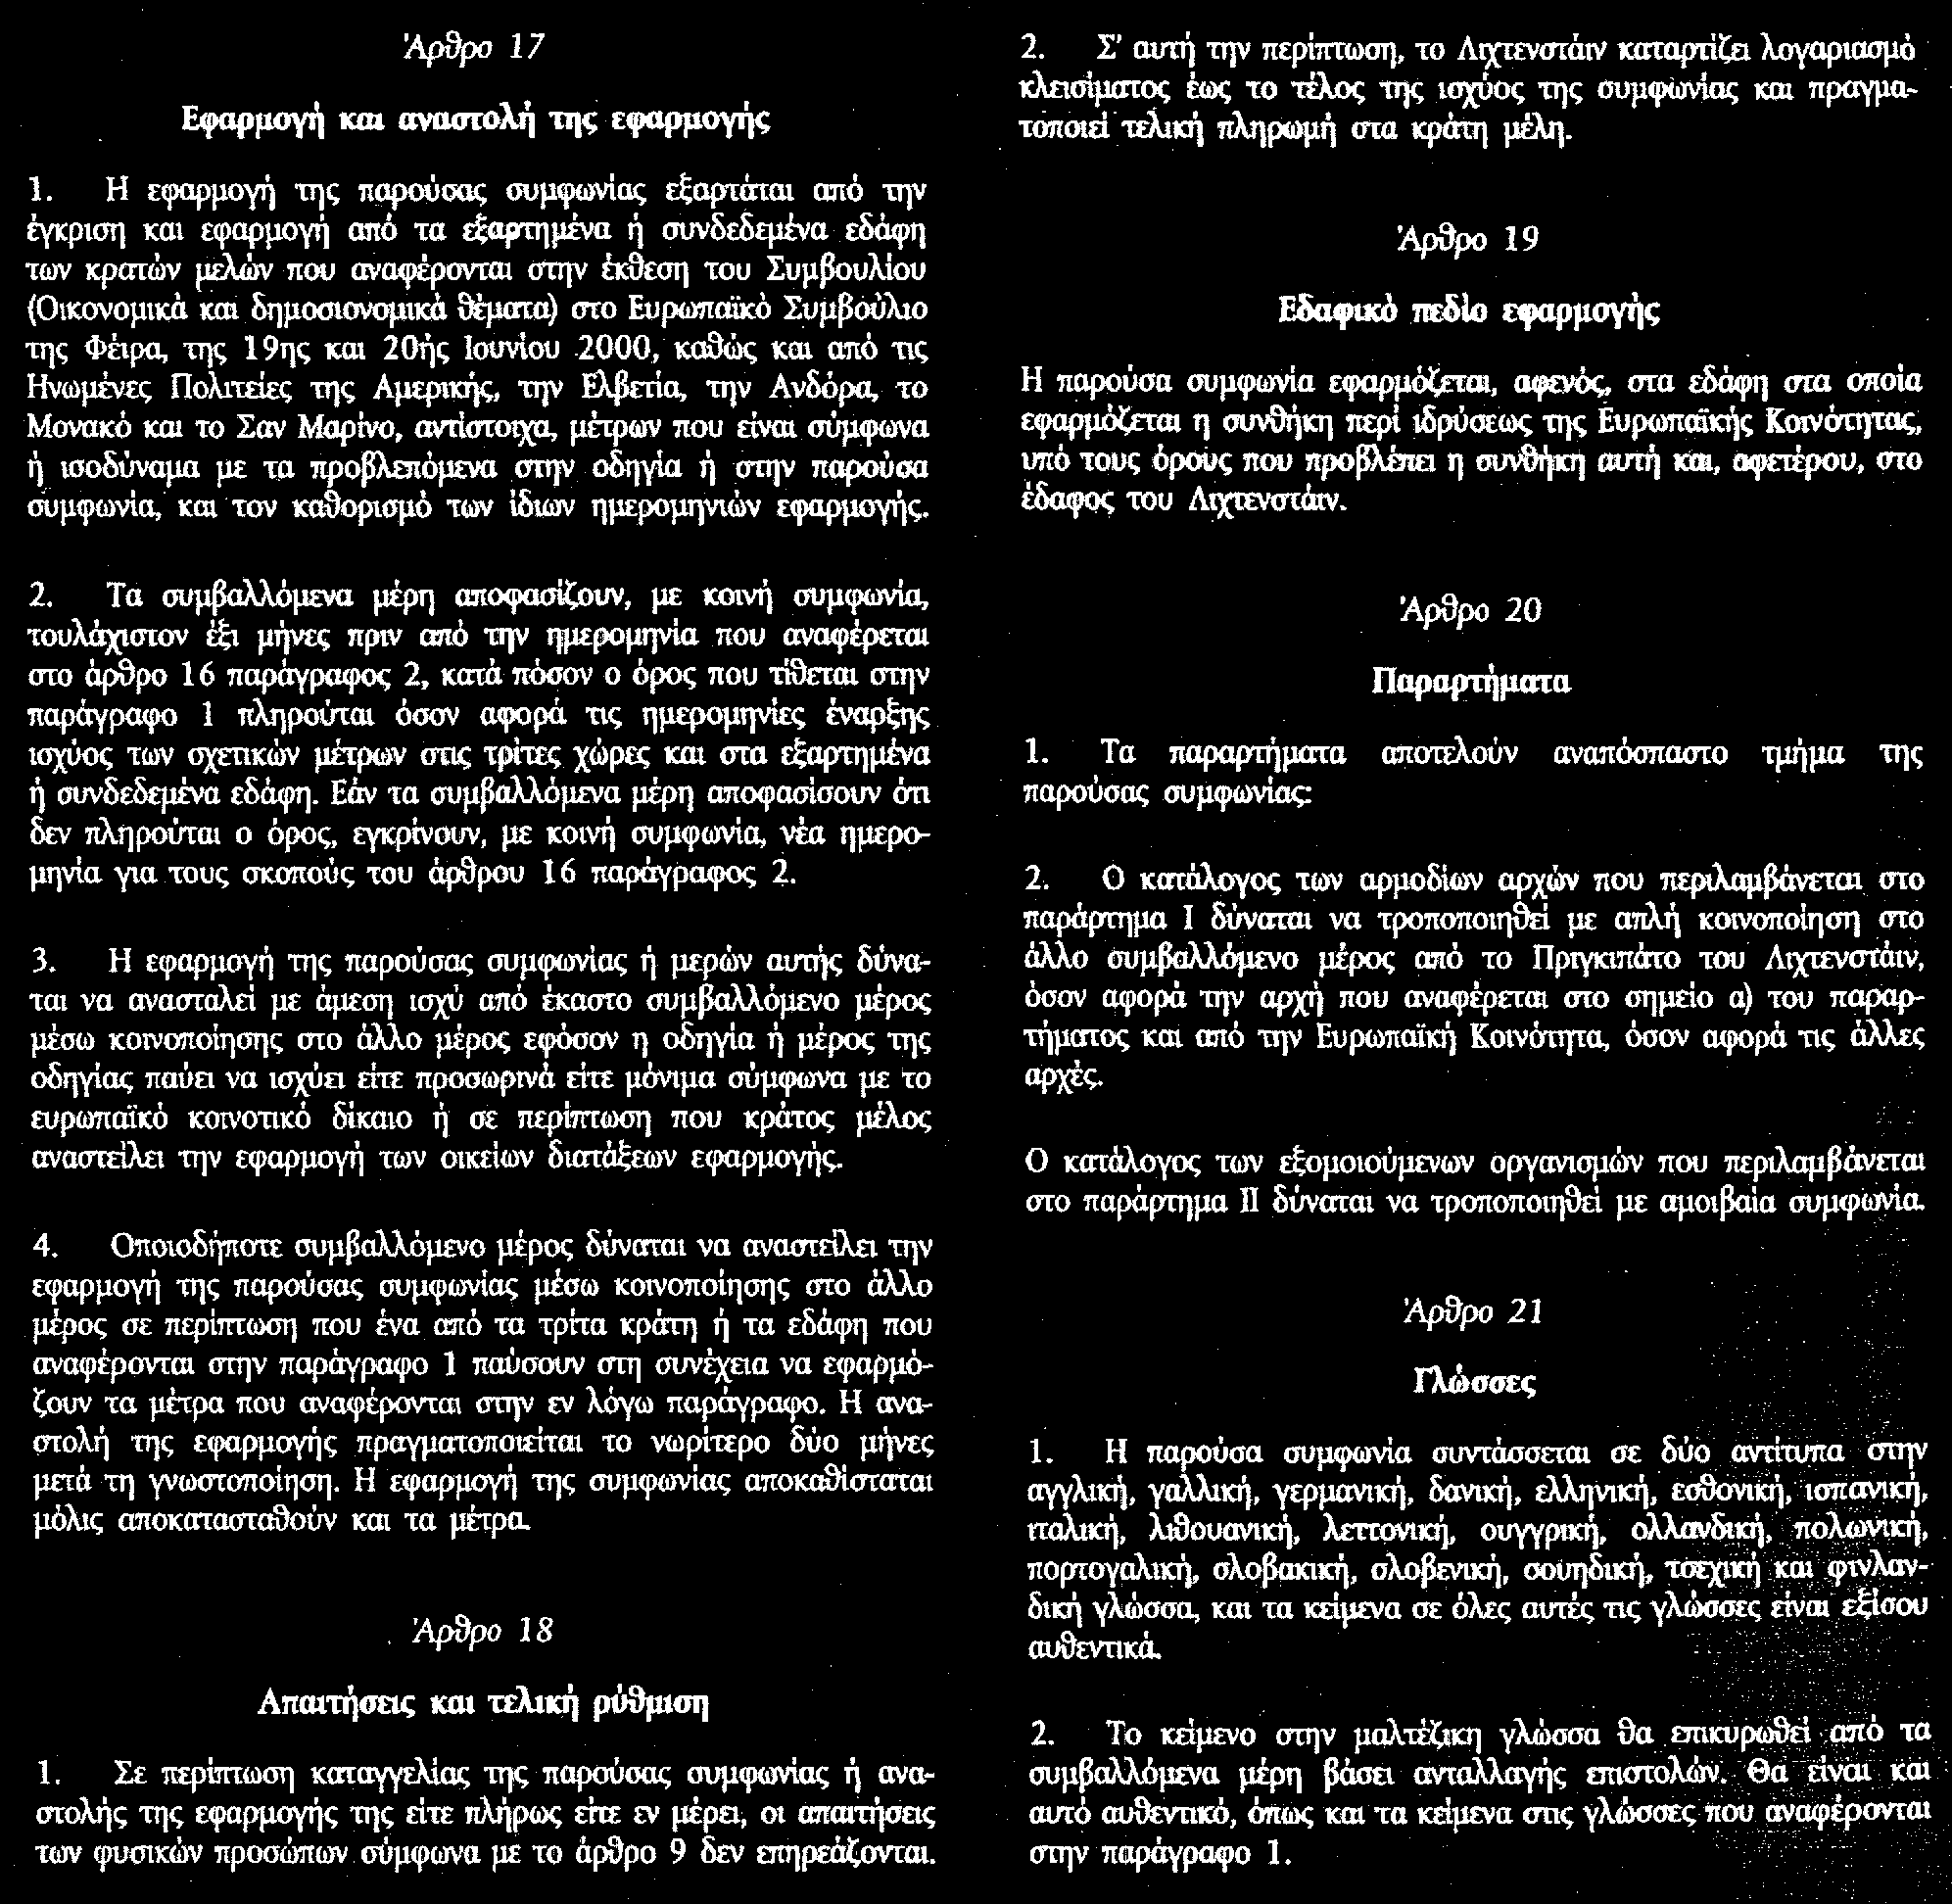 Άρθρο 17
Εφαρμογή και αναστολή της εφαρμογής
1. Η εφαρμογή της παρούσας συμφωνίας εξαρτάται από την
έγκριση και εφαρμογή από τα εξαρτημένα ή συνδεδεμένα εδάφη
των κρατών μελών που αναφέρονται στην έκθεση του Συμβουλίου
(Οικονομικά και δημοσιονομικά θέματα) στο Ευρωπαϊκό Συμβούλιο
της Φέιρα, της 19ης και 20ής Ιουνίου 2000, καθώς και από τις
Ηνωμένες Πολιτείες της Αμερικής, την Ελβετία, την Ανδόρα, το
Μονακό και το Σαν Μαρίνο, αντίστοιχα, μέτρων που είναι σύμφωνα
ή ισοδύναμα με τα προβλεπόμενα στην οδηγία ή στην παρούσα
συμφωνία, και τον καθορισμό των ίδιων ημερομηνιών εφαρμογής.
2. Τα συμβαλλόμενα μέρη αποφασίζουν, με κοινή συμφωνία,
τουλάχιστον έξι μήνες πριν από την ημερομηνία που αναφέρεται
στο άρθρο 16 παράγραφος 2, κατά πόσον ο όρος που τίθεται στην
παράγραφο 1 πληρούται όσον αφορά τις ημερομηνίες έναρξης
ισχύος των σχετικών μέτρων στις τρίτες χώρες και στα εξαρτημένα
ή συνδεδεμένα εδάφη. Εάν τα συμβαλλόμενα μέρη αποφασίσουν ότι
δεν πληρούται ο όρος, εγκρίνουν, με κοινή συμφωνία, νέα ημερο-
μηνία για τους σκοπούς του άρθρου 16 παράγραφος 2.
3. Η εφαρμογή της παρούσας συμφωνίας ή μερών αυτής δύνα-
ται να ανασταλεί με άμεση ισχύ από έκαστο συμβαλλόμενο μέρος
μέσω κοινοποίησης στο άλλο μέρος εφόσον η οδηγία ή μέρος της
οδηγίας παύει να ισχύει είτε προσωρινά είτε μόνιμα σύμφωνα με το
ευρωπαϊκό κοινοτικό δίκαιο ή σε περίπτωση που κράτος μέλος
αναστείλει την εφαρμογή των οικείων διατάξεων εφαρμογής.
4. Οποιοδήποτε συμβαλλόμενο μέρος δύναται να αναστείλει την
εφαρμογή της παρούσας συμφωνίας μέσω κοινοποίησης στο άλλο
μέρος σε περίπτωση που ένα από τα τρίτα κράτη ή τα εδάφη που
αναφέρονται στην παράγραφο 1 παύσουν στη συνέχεια να εφαρμό-
ζουν τα μέτρα που αναφέρονται στην εν λόγω παράγραφο. Η ανα-
στολή της εφαρμογής πραγματοποιείται το νωρίτερο δύο μήνες
μετά τη γνωστοποίηση. Η εφαρμογή της συμφωνίας αποκαθίσταται
μόλις αποκατασταθούν και τα μέτρα.
Άρθρο 18
Απαιτήσεις και τελική ρύθμιση
1. Σε περίπτωση καταγγελίας της παρούσας συμφωνίας ή ανα-
στολής της εφαρμογής της είτε πλήρως είτε εν μέρει, οι απαιτήσεις
των φυσικών προσώπων σύμφωνα με το άρθρο 9 δεν επηρεάζονται.
2. Σ' αυτή την περίπτωση, το Λιχτενστάιν καταρτίζει λογαριασμό
κλεισίματος έως το τέλος της ισχύος της συμφωνίας και πραγμα-
τοποιεί τελική πληρωμή στα κράτη μέλη.
Άρθρο 19
Εδαφικό πεδίο εφαρμογής
Η παρούσα συμφωνία εφαρμόζεται, αφενός, στα εδάφη στα οποία
εφαρμόζεται η συνθήκη περί ιδρύσεως της Ευρωπαϊκής Κοινότητας,
υπό τους όρους που προβλέπει η συνθήκη αυτή και, αφετέρου, στο
έδαφος του Λιχτενστάιν.
Άρθρο 20
Παραρτήματα
1. Τα παραρτήματα αποτελούν αναπόσπαστο τμήμα της
παρούσας συμφωνίας:
2. Ο κατάλογος των αρμοδίων αρχών που περιλαμβάνεται στο
παράρτημα Ι δύναται να τροποποιηθεί με απλή κοινοποίηση στο
άλλο συμβαλλόμενο μέρος από το Πριγκιπάτο του Λιχτενστάιν,
όσον αφορά την αρχή που αναφέρεται στο σημείο α) του παραρ-
τήματος και από την Ευρωπαϊκή Κοινότητα, όσον αφορά τις άλλες
αρχές.
Ο κατάλογος των εξομοιούμενων οργανισμών που περιλαμβάνεται
στο παράρτημα ΙΙ δύναται να τροποποιηθεί με αμοιβαία συμφωνία.
Άρθρο 21
Γλώσσες
1. Η παρούσα συμφωνία συντάσσεται σε δύο αντίτυπα στην
αγγλική, γαλλική, γερμανική, δανική, ελληνική, εσθονική, ισπανική,
ιταλική, λιθουανική, λεττονική, ουγγρική, ολλανδική, πολωνική,
πορτογαλική, σλοβακική, σλοβενική, σουηδική, τσεχική και φινλαν-
δική γλώσσα, και τα κείμενα σε όλες αυτές τις γλώσσες είναι εξίσου
αυθεντικά.
2. Το κείμενο στην μαλτέζικη γλώσσα θα επικυρωθεί από τα
συμβαλλόμενα μέρη βάσει ανταλλαγής επιστολών. Θα είναι και
αυτό αυθεντικό, όπως και τα κείμενα στις γλώσσες που αναφέρονται
στην παράγραφο 1.